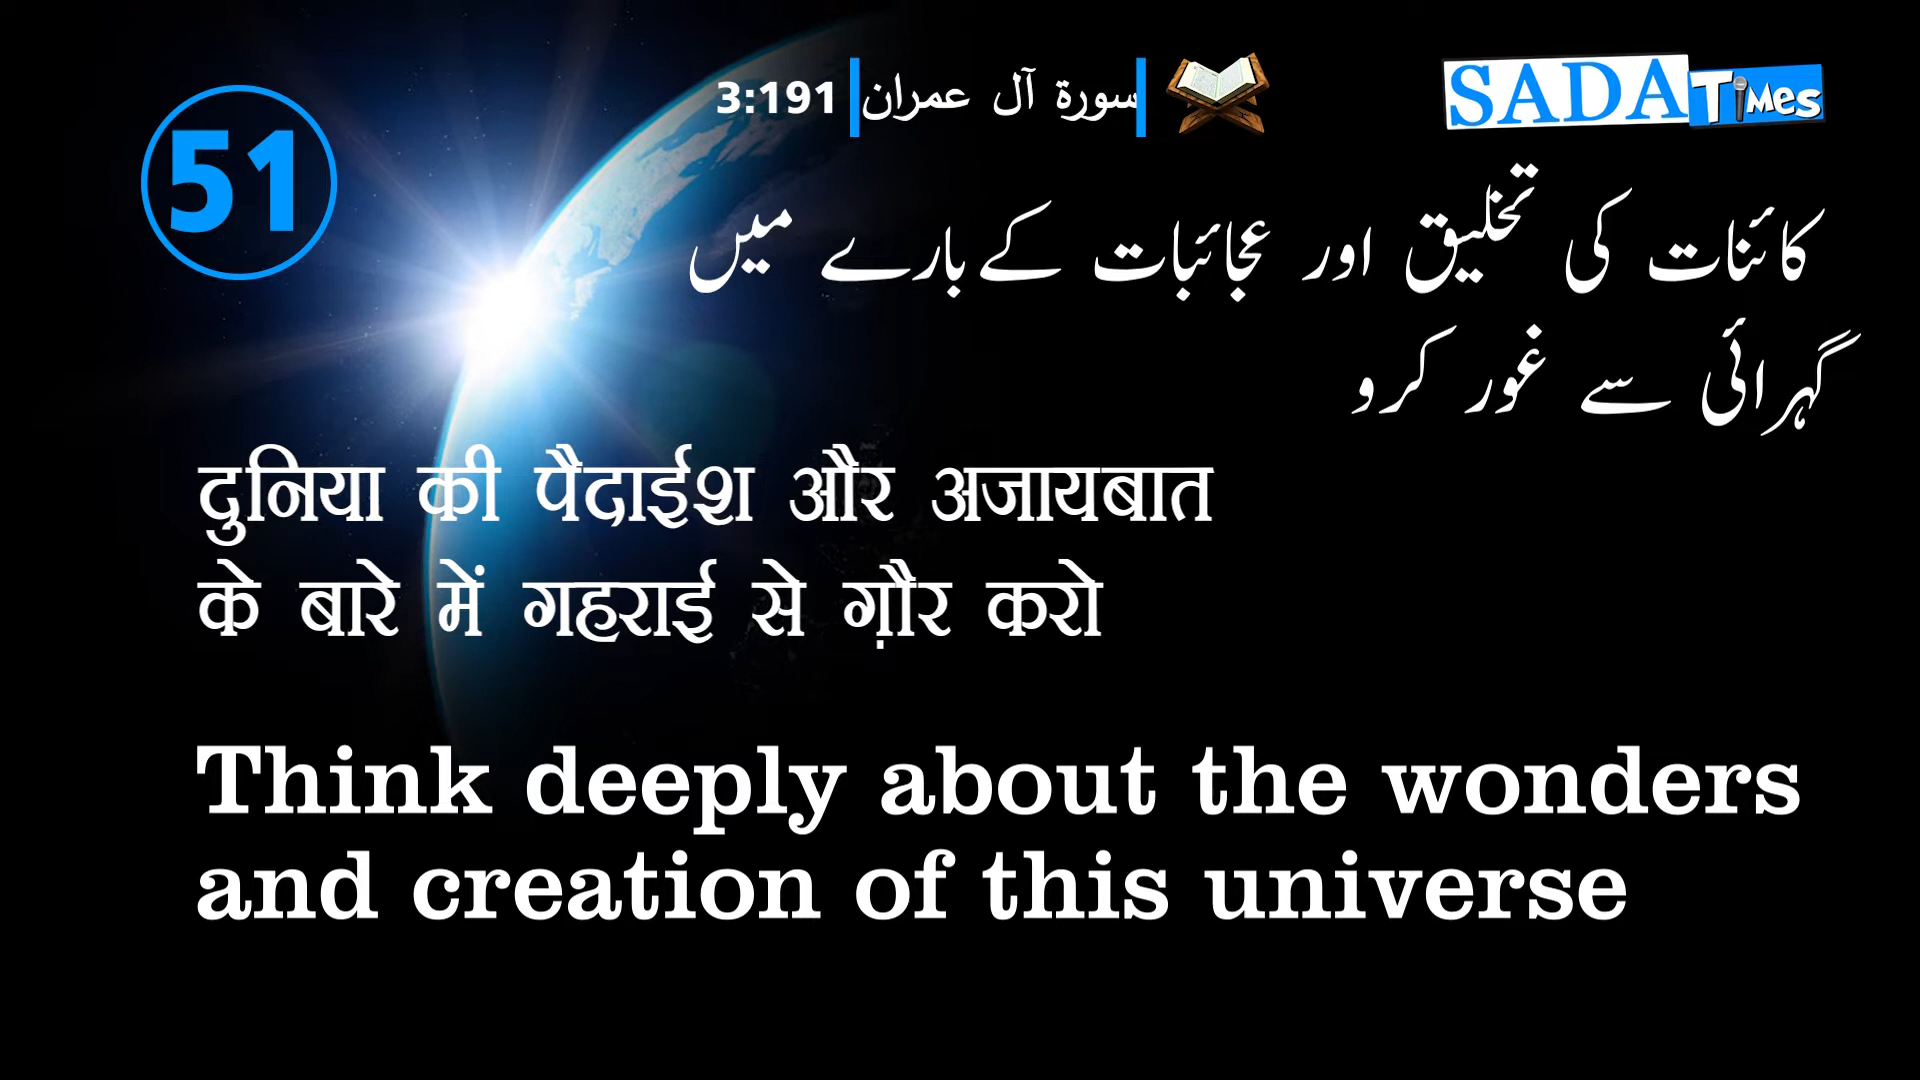 51
3:191 سورۃ آل عمران
SADA Times
کائنات کی تخلیق اور عجائبات کے بارے میں
گہرائی سے غور کرو
दुनिया की पैदाईश और अजायबात
के बारे में गहराई से ग़ौर करो
Think deeply about the wonders
and creation of this universe